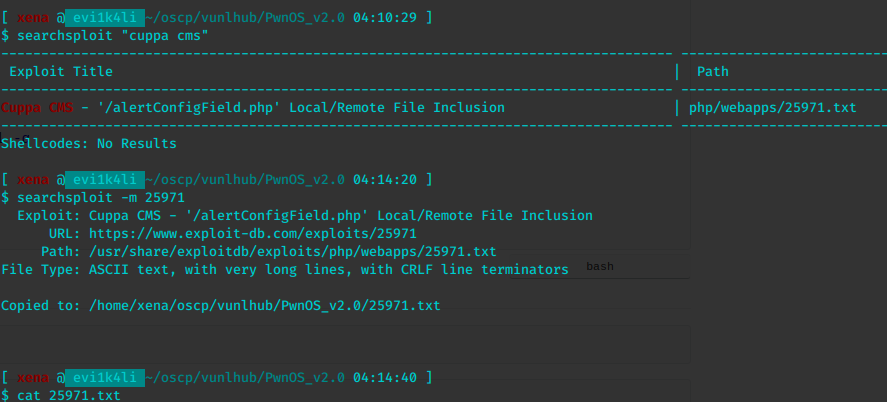 [ xena @ evi1k4li ~/oscp/vunlhub/PwnOS_v2.0 04:10:29 ]
$ searchsploit "cuppa cms"
---------------------------------------------------------------------------------- --------------------------
Exploit Title | Path
---------------------------------------------------------------------------------- --------------------------
Cuppa CMS - '/alertConfigField.php' Local/Remote File Inclusion | php/webapps/25971.txt
---------------------------------------------------------------------------------- --------------------------
Shellcodes: No Results
[ xena @ evi1k4li ~/oscp/vunlhub/PwnOS_v2.0 04:14:20 ]
$ searchsploit -m 25971
Exploit: Cuppa CMS - '/alertConfigField.php' Local/Remote File Inclusion
URL: https://www.exploit-db.com/exploits/25971
Path: /usr/share/exploitdb/exploits/php/webapps/25971.txt
File Type: ASCII text, with very long lines, with CRLF line terminators
bash
Copied to: /home/xena/oscp/vunlhub/PwnOS_v2.0/25971.txt
[ xena @ evi1k4li ~/oscp/vunlhub/PwnOS_v2.0 04:14:40 ]
$ cat 25971.txt